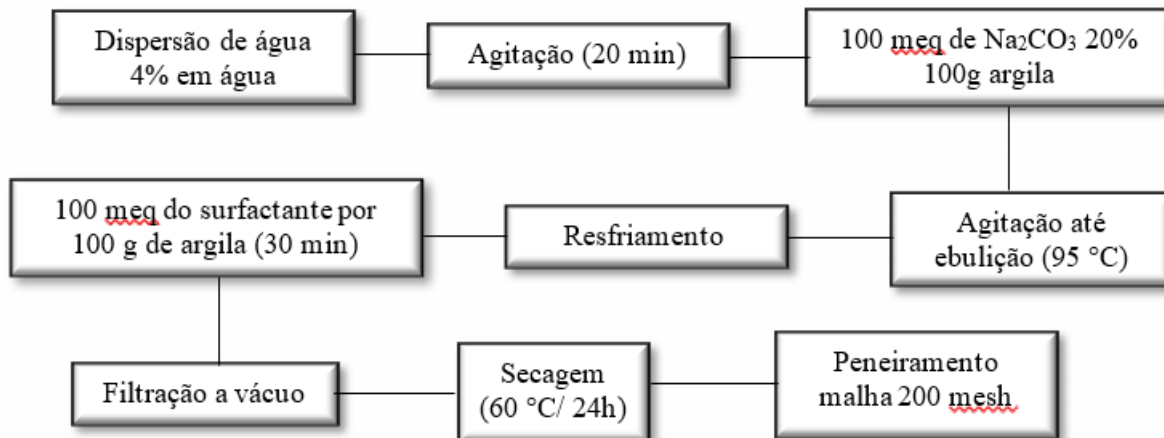 Dispersão de água
4% em água
Agitação (20 min)
100 meq de Na₂CO₃ 20%
100g argila
Agitação até
ebulição (95 °C)
Resfriamento
100 meq do surfactante por
100 g de argila (30 min)
Filtração a vácuo
Secagem
(60 °C/ 24h)
Peneiramento
malha 200 mesh